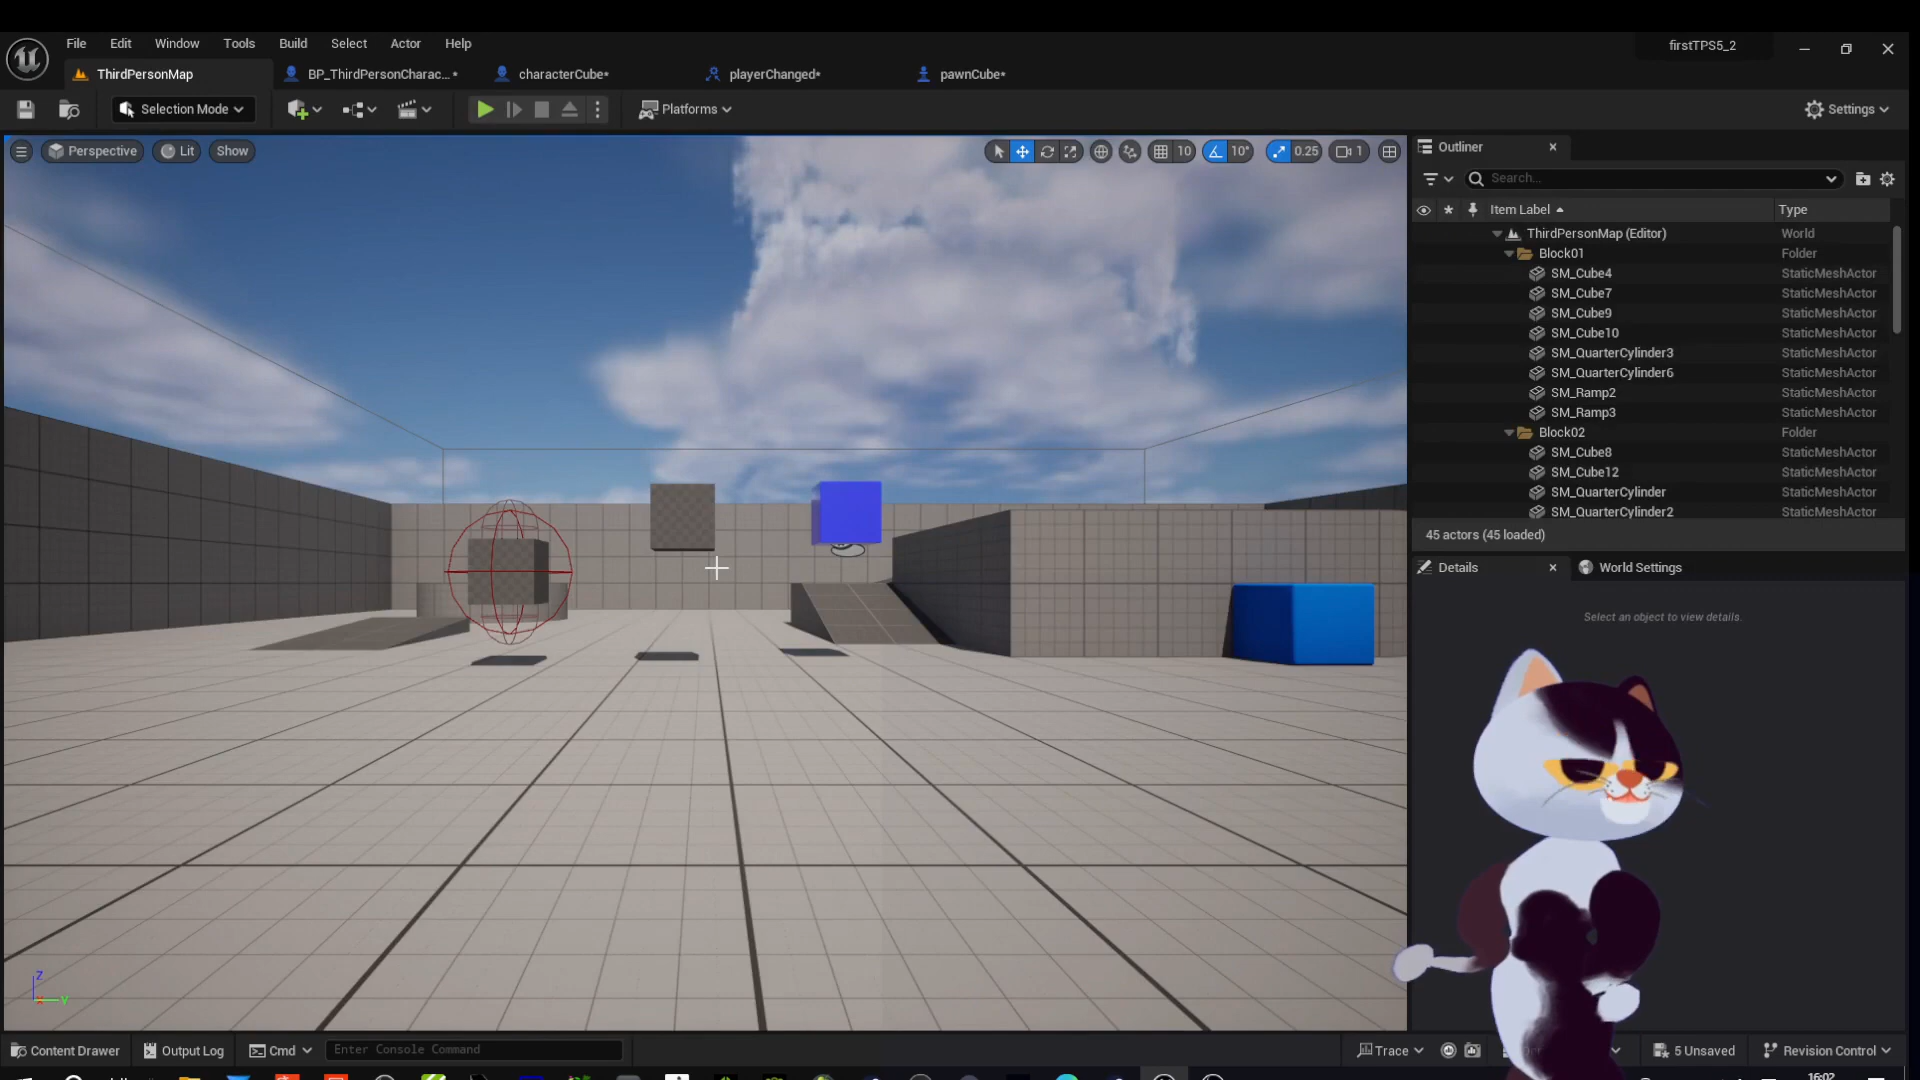 File Edit Window Tools Build Select Actor Help
firstTPS5_2
ThirdPersonMap
BP_ThirdPersonCharac...*
characterCube*
playerChanged*
pawnCube*
Selection Mode
Platforms
Settings
Perspective
Lit
Show
10
10°
0.25
1
Outliner
Search...
Item Label
Type
ThirdPersonMap (Editor) World
Block01 Folder
SM_Cube4 StaticMeshActor
SM_Cube7 StaticMeshActor
SM_Cube9 StaticMeshActor
SM_Cube10 StaticMeshActor
SM_QuarterCylinder3 StaticMeshActor
SM_QuarterCylinder6 StaticMeshActor
SM_Ramp2 StaticMeshActor
SM_Ramp3 StaticMeshActor
Block02 Folder
SM_Cube8 StaticMeshActor
SM_Cube12 StaticMeshActor
SM_QuarterCylinder StaticMeshActor
SM_QuarterCylinder2 StaticMeshActor
45 actors (45 loaded)
Details
World Settings
Select an object to view details.
Z
Y
Content Drawer
Output Log
Cmd
Enter Console Command
Trace
5 Unsaved
Revision Control
16:02